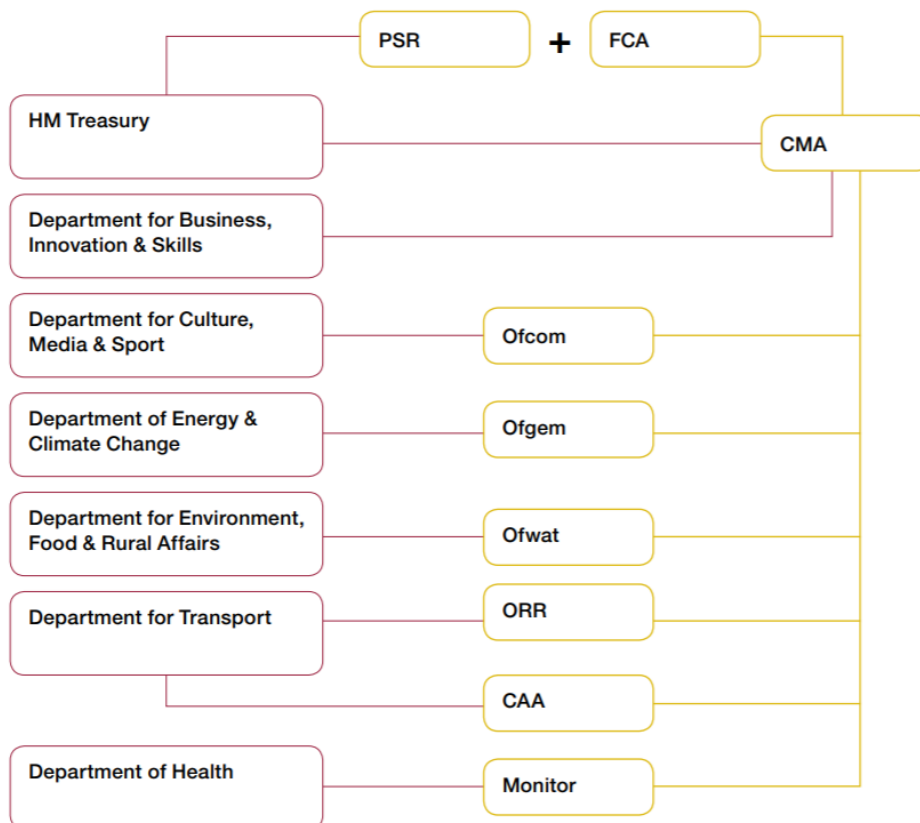 PSR
+
FCA
HM Treasury
CMA
Department for Business,
Innovation & Skills
Department for Culture,
Media & Sport
Ofcom
Department of Energy &
Climate Change
Ofgem
Department for Environment,
Food & Rural Affairs
Ofwat
Department for Transport
ORR
CAA
Department of Health
Monitor